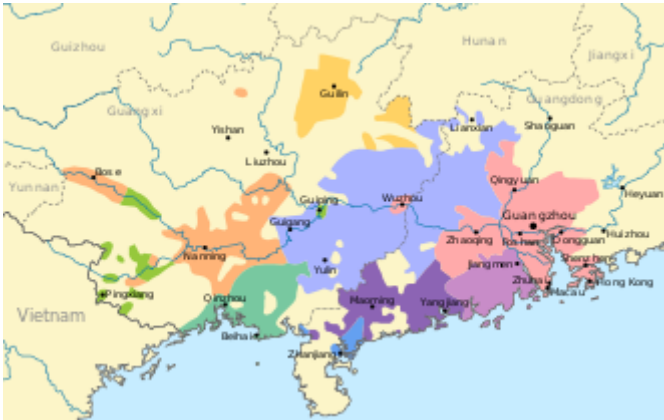 Guizhou
Hunan
Jiangxi
Guilin
Guangxi
Guangdong
Lianxian
Shaoguan
Yishan
Liuzhou
Bose
Qingyuan
Yunnan
Heyuan
Guiping
Wuzhou
Guigang
Guangzhou
Zhaoqing
Foshan
Dongguan
Huizhou
Nanning
Yulin
Jiangmen
Shenzhen
Zhuhai
Hong Kong
Macau
Pingxiang
Qinzhou
Maoming
Yangjiang
Vietnam
Beihai
Zhanjiang